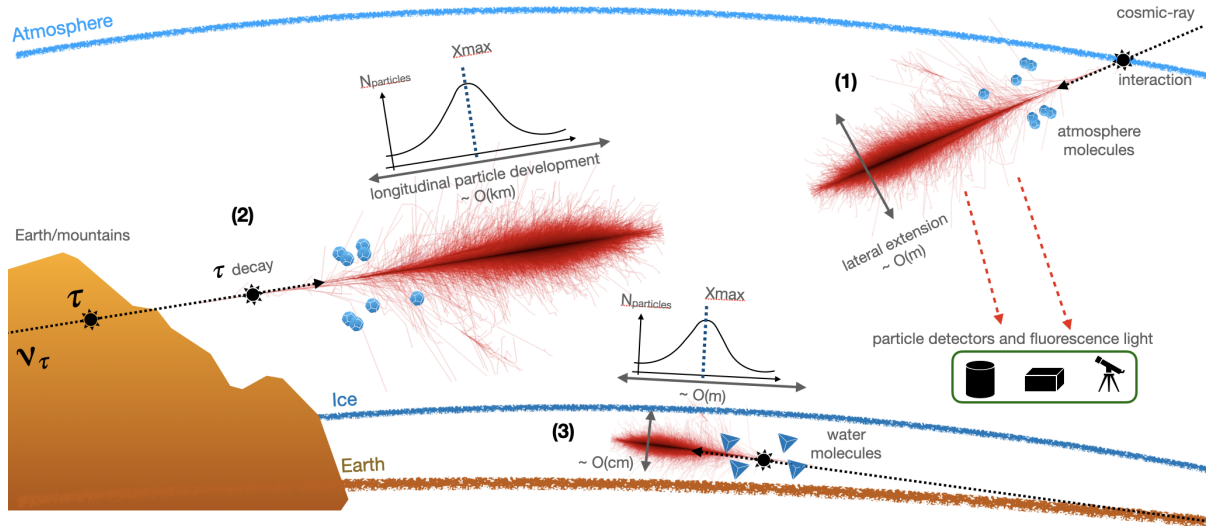 Atmosphere
cosmic-ray
interaction
(1)
atmosphere
molecules
lateral extension
~ O(m)
Xmax
Nparticles
longitudinal particle development
~ O(km)
(2)
Earth/mountains
τ decay
τ
ντ
Xmax
Nparticles
~ O(m)
particle detectors and fluorescence light
Ice
(3)
water
molecules
~ O(cm)
Earth